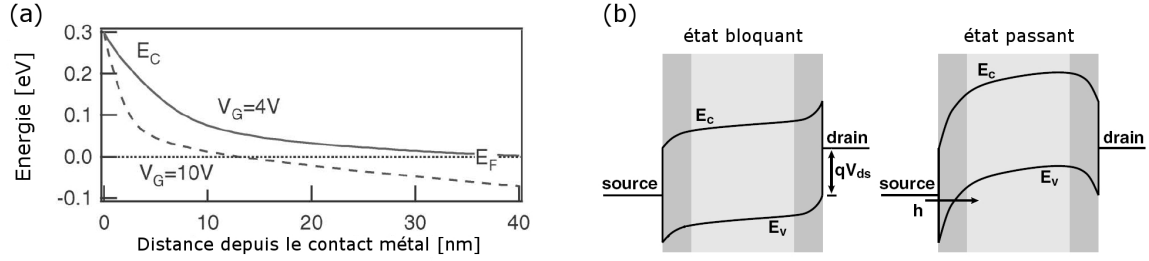 (a)
Energie [eV]
0.3
0.2
0.1
0.0
-0.1
E_C
V_G=4V
E_F
V_G=10V
0 10 20 30 40
Distance depuis le contact métal [nm]
(b)
état bloquant
état passant
E_c
drain
qV_ds
source
E_v
E_c
drain
source
E_v
h